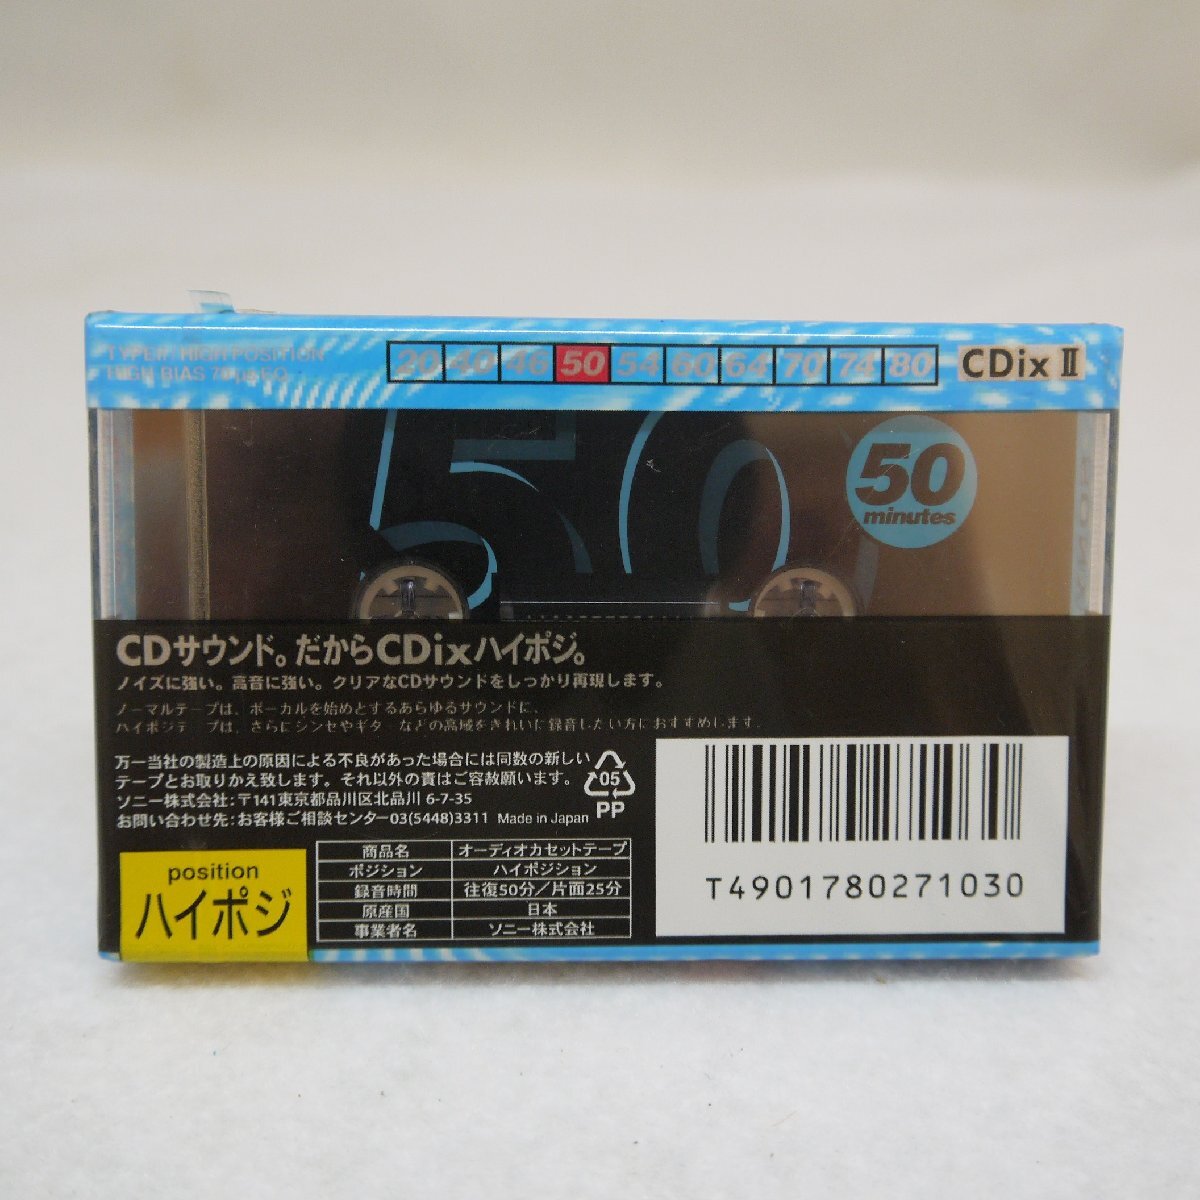 TYPE II : HIGH POSITION
HIGH BIAS 70μs EQ
20 40 46 50 54 60 64 70 74 80
CDix II
50
50
minutes
CDサウンド。だからCDixハイポジ。
ノイズに強い。高音に強い。クリアなCDサウンドをしっかり再現します。
ノーマルテープは、ボーカルを始めとするあらゆるサウンドに、
ハイポジテープは、さらにシンセやギターなどの高域をきれいに録音したい方におすすめします。
万一当社の製造上の原因による不良があった場合には同数の新しい
テープとお取りかえ致します。それ以外の責はご容赦願います。
ソニー株式会社:〒141東京都品川区北品川 6-7-35
お問い合わせ先:お客様ご相談センター03(5448)3311 Made in Japan
05
PP
position
ハイポジ
商品名 オーディオカセットテープ
ポジション ハイポジション
録音時間 往復50分/片面25分
原産国 日本
事業者名 ソニー株式会社
T4901780271030